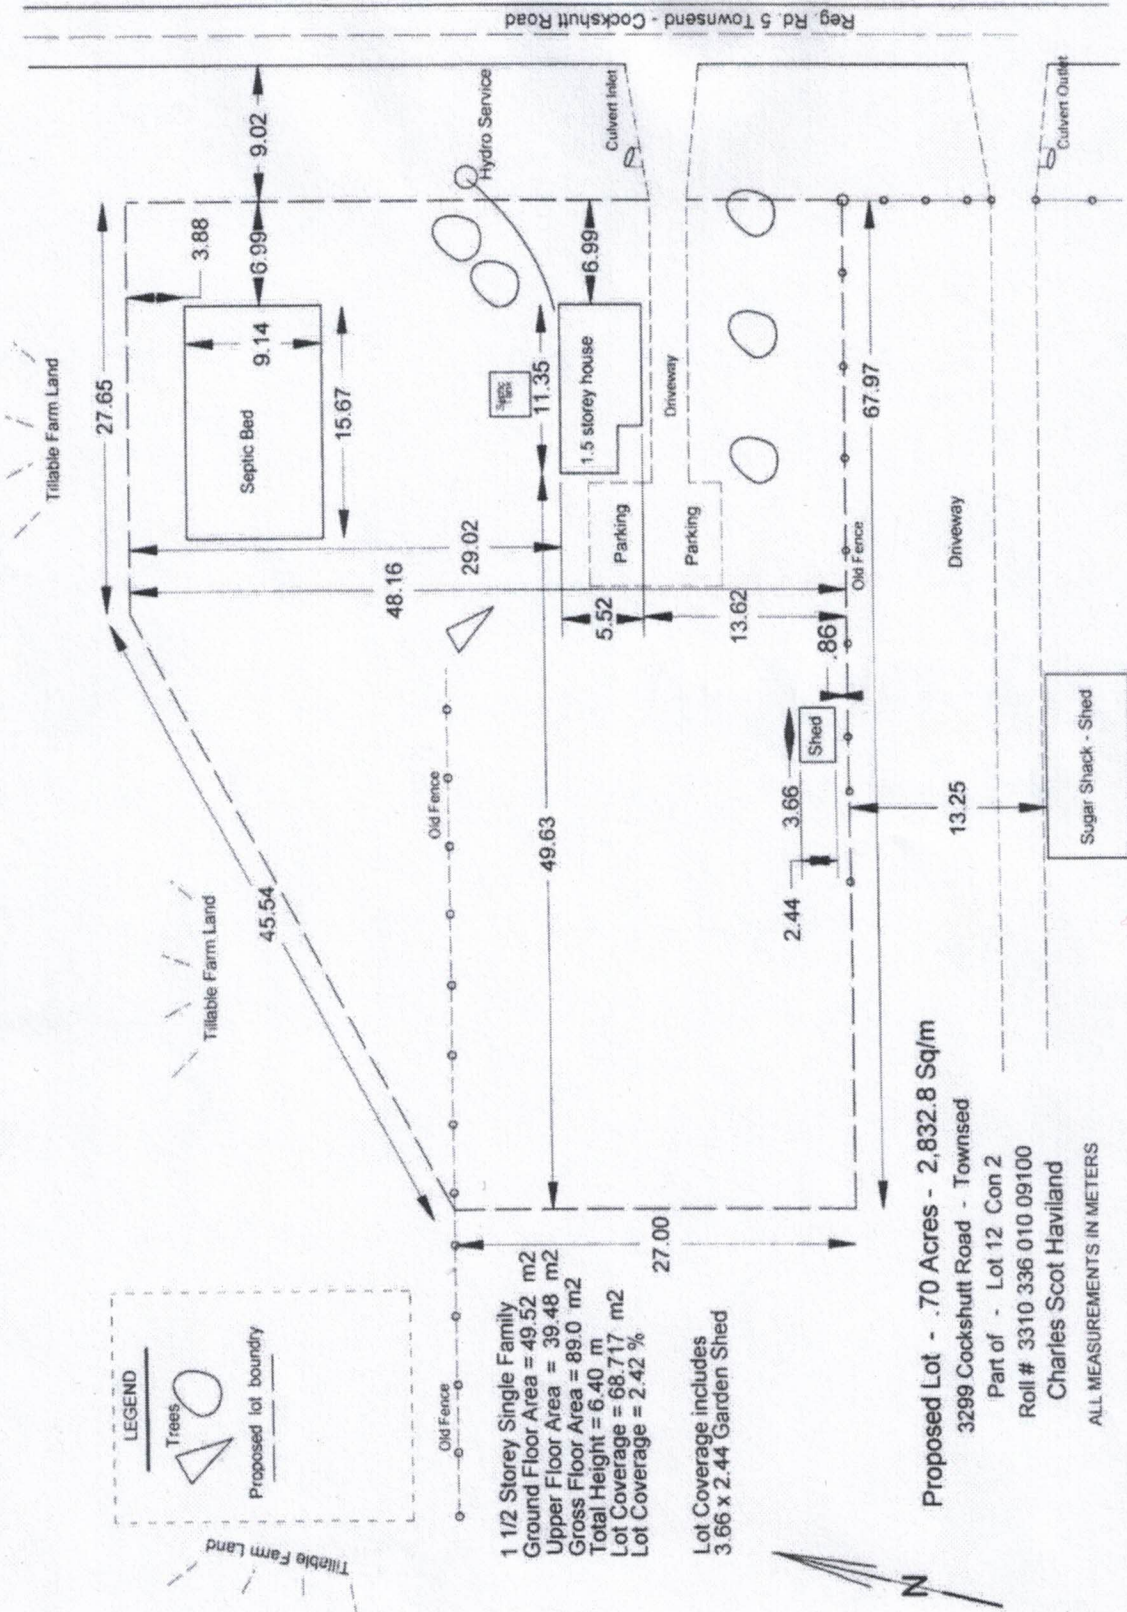 Reg. Rd. 5 Townsend - Cockshutt Road
9.02
Hydro Service
Culvert Inlet
Culvert Outlet
Tillable Farm Land
27.65
3.88
6.99
9.14
Septic Bed
15.67
Septic
Tank
11.35
6.99
1.5 storey house
Driveway
Parking
Parking
29.02
48.16
5.52
13.62
.86
Old Fence
67.97
Driveway
Shed
3.66
2.44
13.25
Sugar Shack - Shed
Old Fence
49.63
45.54
Tillable Farm Land
27.00
Old Fence
LEGEND
Trees
Proposed lot boundry
Tillable Farm Land
1 1/2 Storey Single Family
Ground Floor Area = 49.52 m2
Upper Floor Area = 39.48 m2
Gross Floor Area = 89.0 m2
Total Height = 6.40 m
Lot Coverage = 68.717 m2
Lot Coverage = 2.42 %
Lot Coverage includes
3.66 x 2.44 Garden Shed
N
Proposed Lot - .70 Acres - 2,832.8 Sq/m
3299 Cockshutt Road - Townsed
Part of - Lot 12 Con 2
Roll # 3310 336 010 09100
Charles Scot Haviland
ALL MEASUREMENTS IN METERS